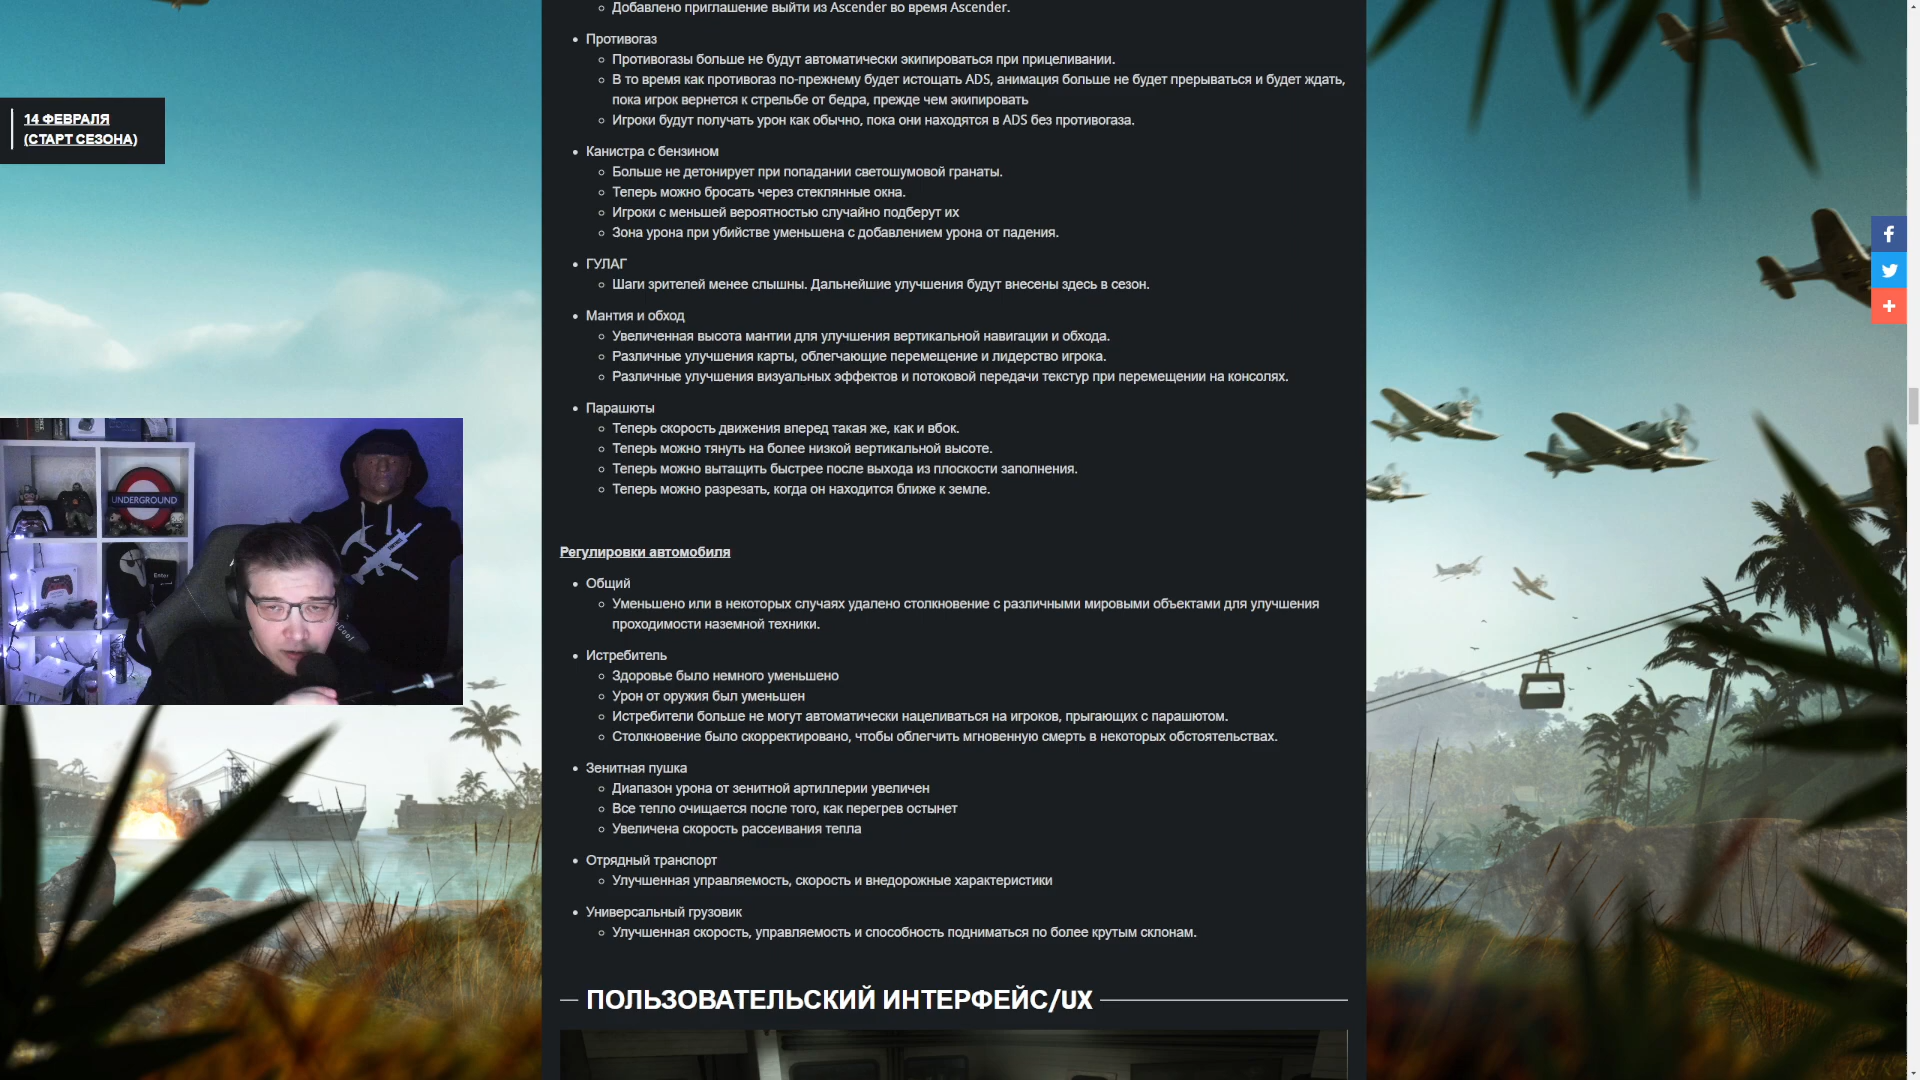 Добавлено приглашение выйти из Ascender во время Ascender.
Противогаз
Противогазы больше не будут автоматически экипироваться при прицеливании.
В то время как противогаз по-прежнему будет истощать ADS, анимация больше не будет прерываться и будет ждать,
пока игрок вернется к стрельбе от бедра, прежде чем экипировать
Игроки будут получать урон как обычно, пока они находятся в ADS без противогаза.
14 ФЕВРАЛЯ
(СТАРТ СЕЗОНА)
Канистра с бензином
Больше не детонирует при попадании светошумовой гранаты.
Теперь можно бросать через стеклянные окна.
Игроки с меньшей вероятностью случайно подберут их
Зона урона при убийстве уменьшена с добавлением урона от падения.
ГУЛАГ
Шаги зрителей менее слышны. Дальнейшие улучшения будут внесены здесь в сезон.
Мантия и обход
Увеличенная высота мантии для улучшения вертикальной навигации и обхода.
Различные улучшения карты, облегчающие перемещение и лидерство игрока.
Различные улучшения визуальных эффектов и потоковой передачи текстур при перемещении на консолях.
Парашюты
Теперь скорость движения вперед такая же, как и вбок.
Теперь можно тянуть на более низкой вертикальной высоте.
Теперь можно вытащить быстрее после выхода из плоскости заполнения.
Теперь можно разрезать, когда он находится ближе к земле.
UNDERGROUND
Enter
Регулировки автомобиля
Общий
Уменьшено или в некоторых случаях удалено столкновение с различными мировыми объектами для улучшения
проходимости наземной техники.
Истребитель
Здоровье было немного уменьшено
Урон от оружия был уменьшен
Истребители больше не могут автоматически нацеливаться на игроков, прыгающих с парашютом.
Столкновение было скорректировано, чтобы облегчить мгновенную смерть в некоторых обстоятельствах.
Зенитная пушка
Диапазон урона от зенитной артиллерии увеличен
Все тепло очищается после того, как перегрев остынет
Увеличена скорость рассеивания тепла
Отрядный транспорт
Улучшенная управляемость, скорость и внедорожные характеристики
Универсальный грузовик
Улучшенная скорость, управляемость и способность подниматься по более крутым склонам.
ПОЛЬЗОВАТЕЛЬСКИЙ ИНТЕРФЕЙС/UX